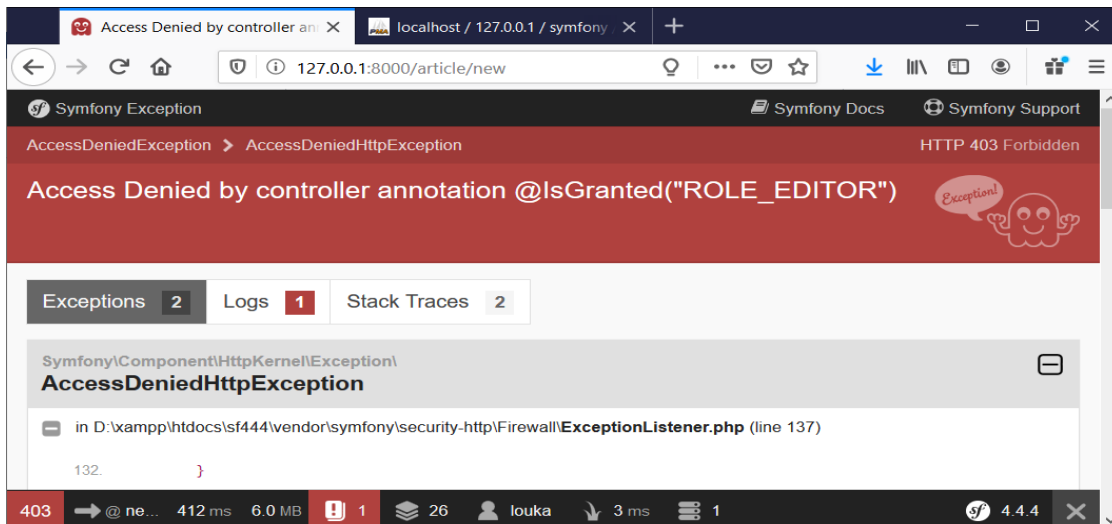 Access Denied by controller an
localhost / 127.0.0.1 / symfony /
127.0.0.1:8000/article/new
Symfony Exception
Symfony Docs
Symfony Support
AccessDeniedException > AccessDeniedHttpException
HTTP 403 Forbidden
Access Denied by controller annotation @IsGranted("ROLE_EDITOR")
Exception!
Exceptions 2
Logs 1
Stack Traces 2
Symfony\Component\HttpKernel\Exception\
AccessDeniedHttpException
in D:\xampp\htdocs\sf444\vendor\symfony\security-http\Firewall\ExceptionListener.php (line 137)
132. }
403 @ ne... 412 ms 6.0 MB 1 26 louka 3 ms 1 4.4.4